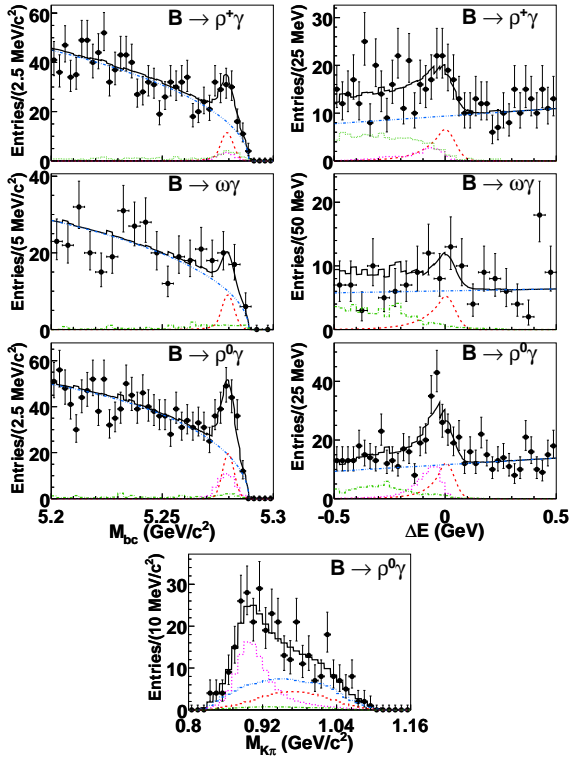 B → ρ⁺γ
Entries/(2.5 MeV/c²)
60
40
20
0
B → ρ⁺γ
Entries/(25 MeV)
30
20
10
0
B → ωγ
Entries/(5 MeV/c²)
40
20
0
B → ωγ
Entries/(50 MeV)
20
10
0
B → ρ⁰γ
Entries/(2.5 MeV/c²)
60
40
20
0
5.2 5.25 5.3
M_bc (GeV/c²)
B → ρ⁰γ
Entries/(25 MeV)
40
20
0
-0.5 0 0.5
ΔE (GeV)
B → ρ⁰γ
Entries/(10 MeV/c²)
30
20
10
0
0.8 0.92 1.04 1.16
M_Kπ (GeV/c²)